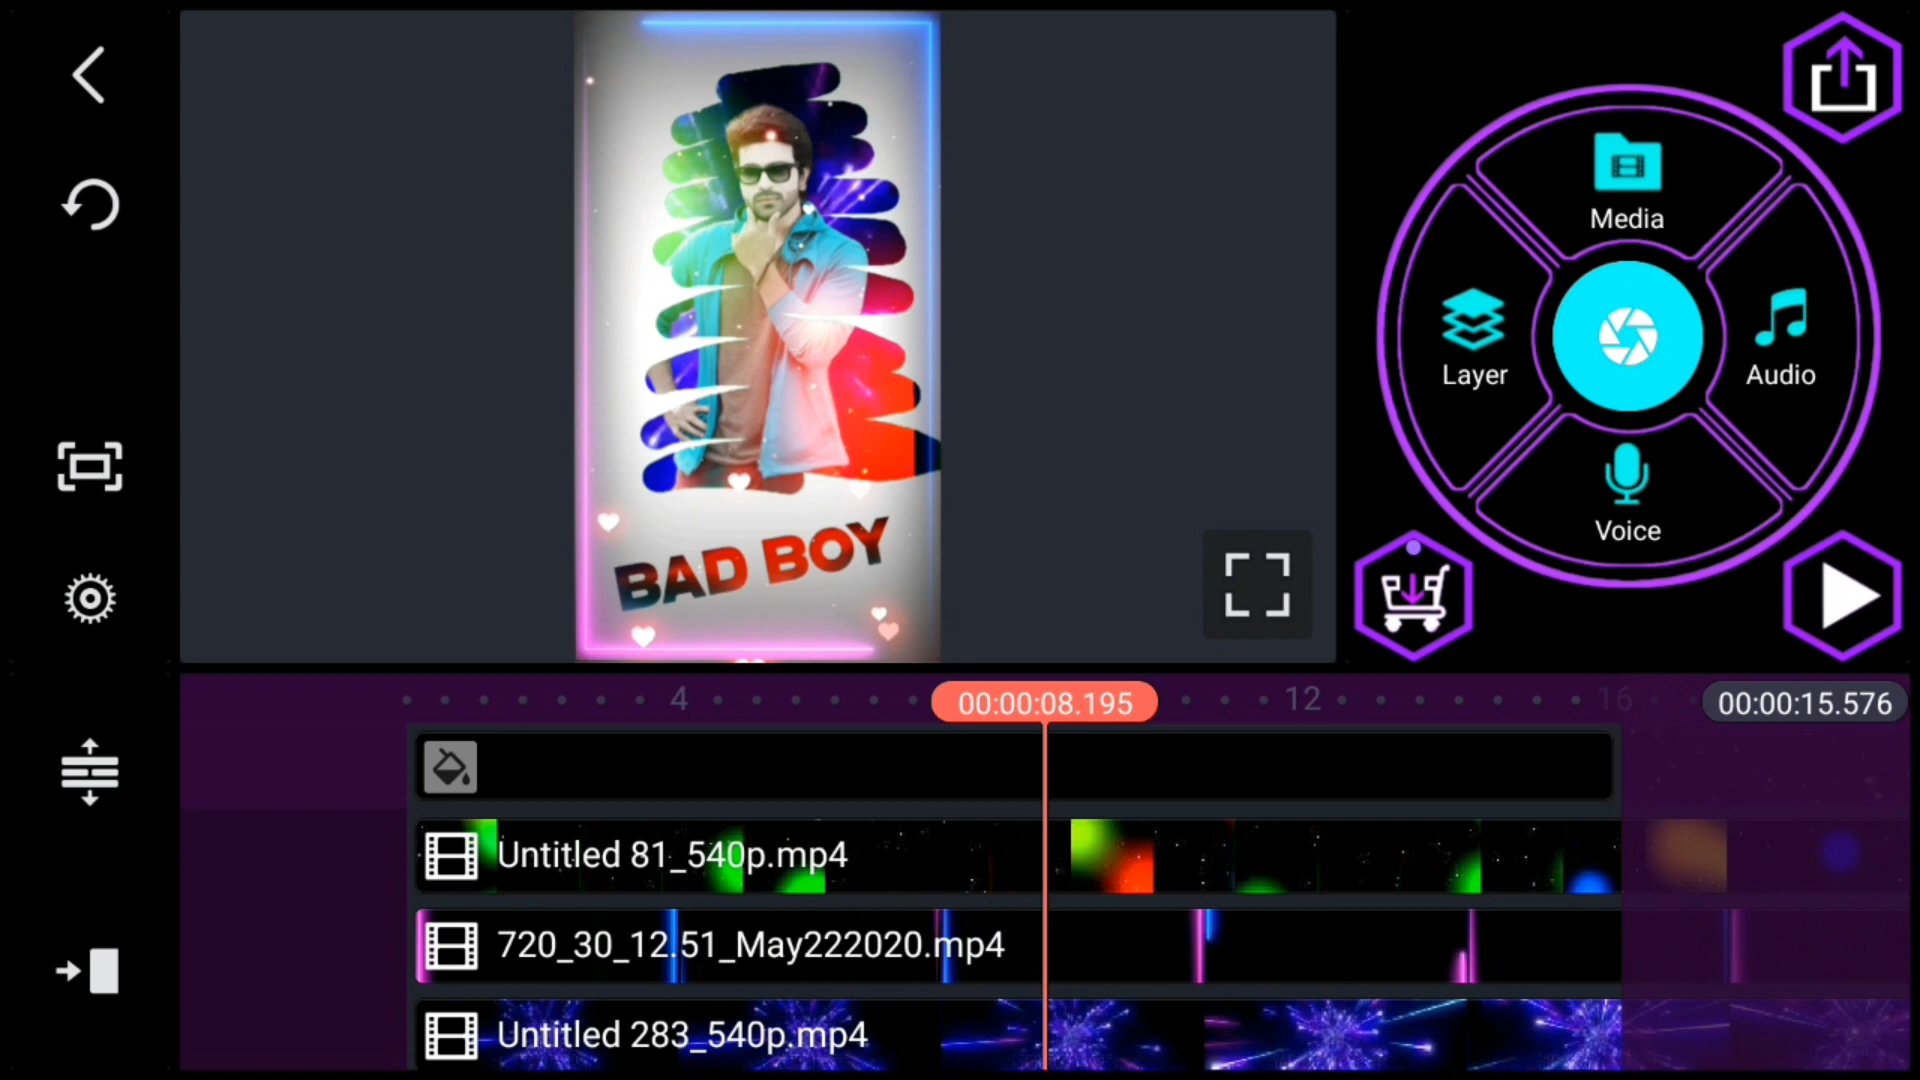 Media
Layer
Audio
Voice
BAD BOY
4
00:00:08.195
12
16
00:00:15.576
Untitled 81_540p.mp4
720_30_12.51_May222020.mp4
Untitled 283_540p.mp4